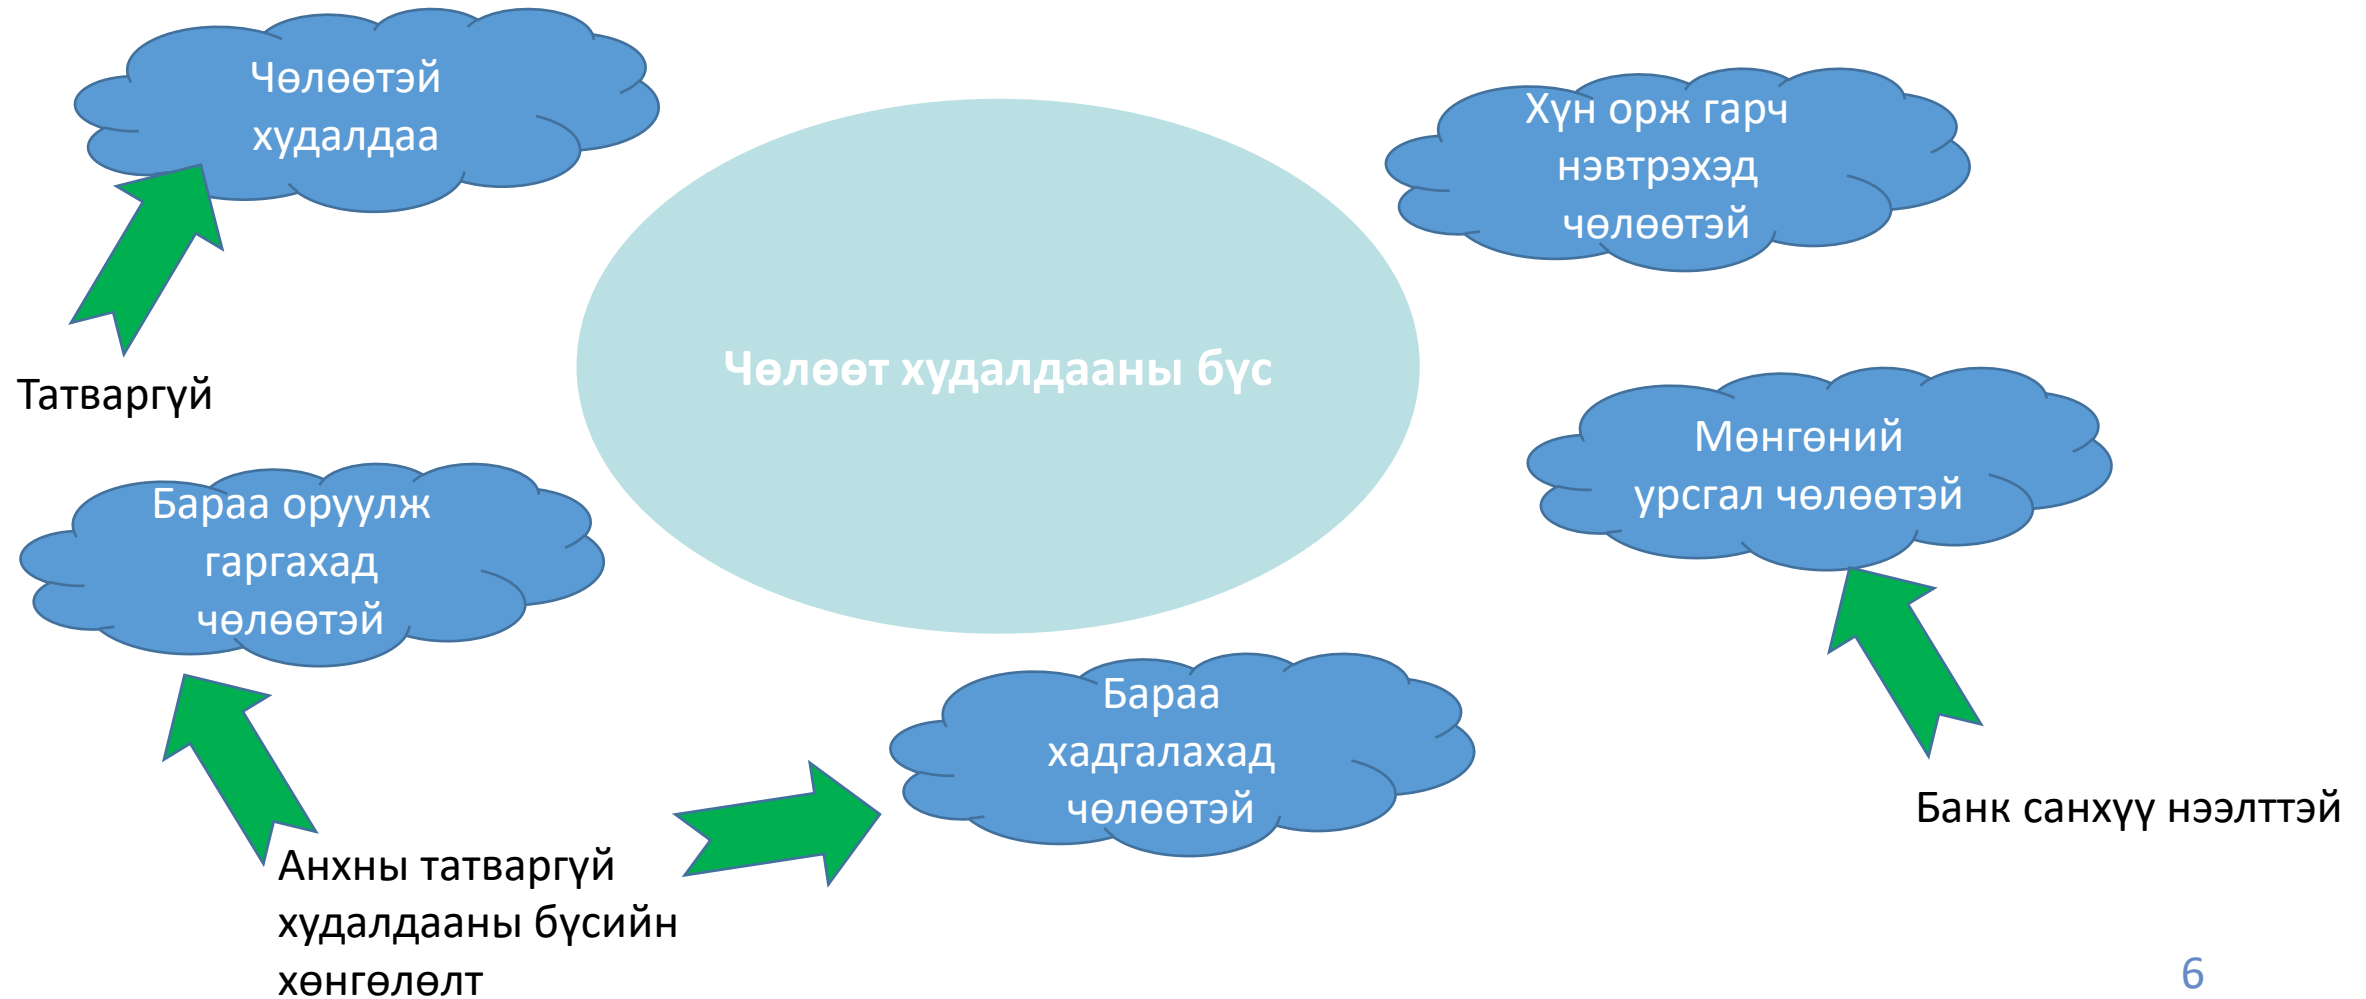 Чөлөөтэй
худалдаа
Хүн орж гарч
нэвтрэхэд
чөлөөтэй
Чөлөөт худалдааны бүс
Татваргүй
Мөнгөний
урсгал чөлөөтэй
Бараа оруулж
гаргахад
чөлөөтэй
Бараа
хадгалахад
чөлөөтэй
Банк санхүү нээлттэй
Анхны татваргүй
худалдааны бүсийн
хөнгөлөлт
6